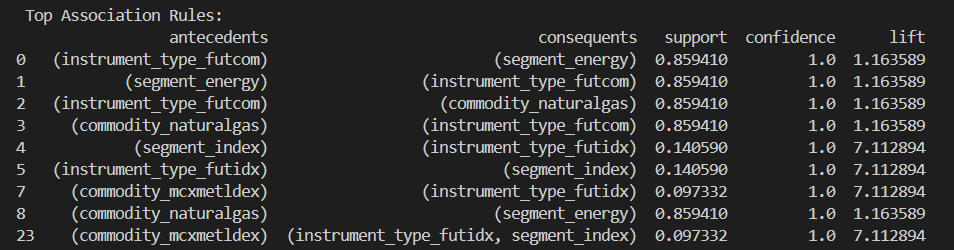 Top Association Rules:
antecedents consequents support confidence lift
0 (instrument_type_futcom) (segment_energy) 0.859410 1.0 1.163589
1 (segment_energy) (instrument_type_futcom) 0.859410 1.0 1.163589
2 (instrument_type_futcom) (commodity_naturalgas) 0.859410 1.0 1.163589
3 (commodity_naturalgas) (instrument_type_futcom) 0.859410 1.0 1.163589
4 (segment_index) (instrument_type_futidx) 0.140590 1.0 7.112894
5 (instrument_type_futidx) (segment_index) 0.140590 1.0 7.112894
7 (commodity_mcxmetldex) (instrument_type_futidx) 0.097332 1.0 7.112894
8 (commodity_naturalgas) (segment_energy) 0.859410 1.0 1.163589
23 (commodity_mcxmetldex) (instrument_type_futidx, segment_index) 0.097332 1.0 7.112894